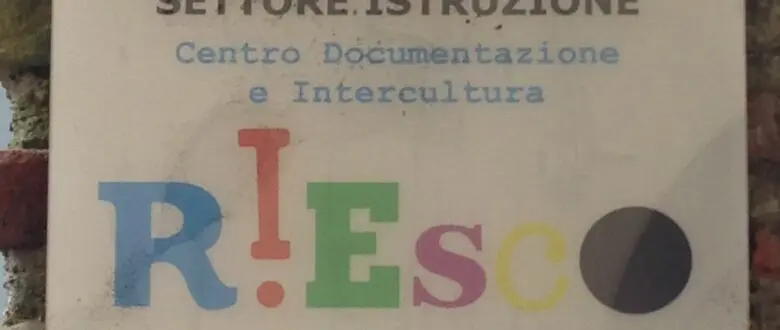 SETTORE ISTRUZIONE
Centro Documentazione
e Intercultura
R!EscO